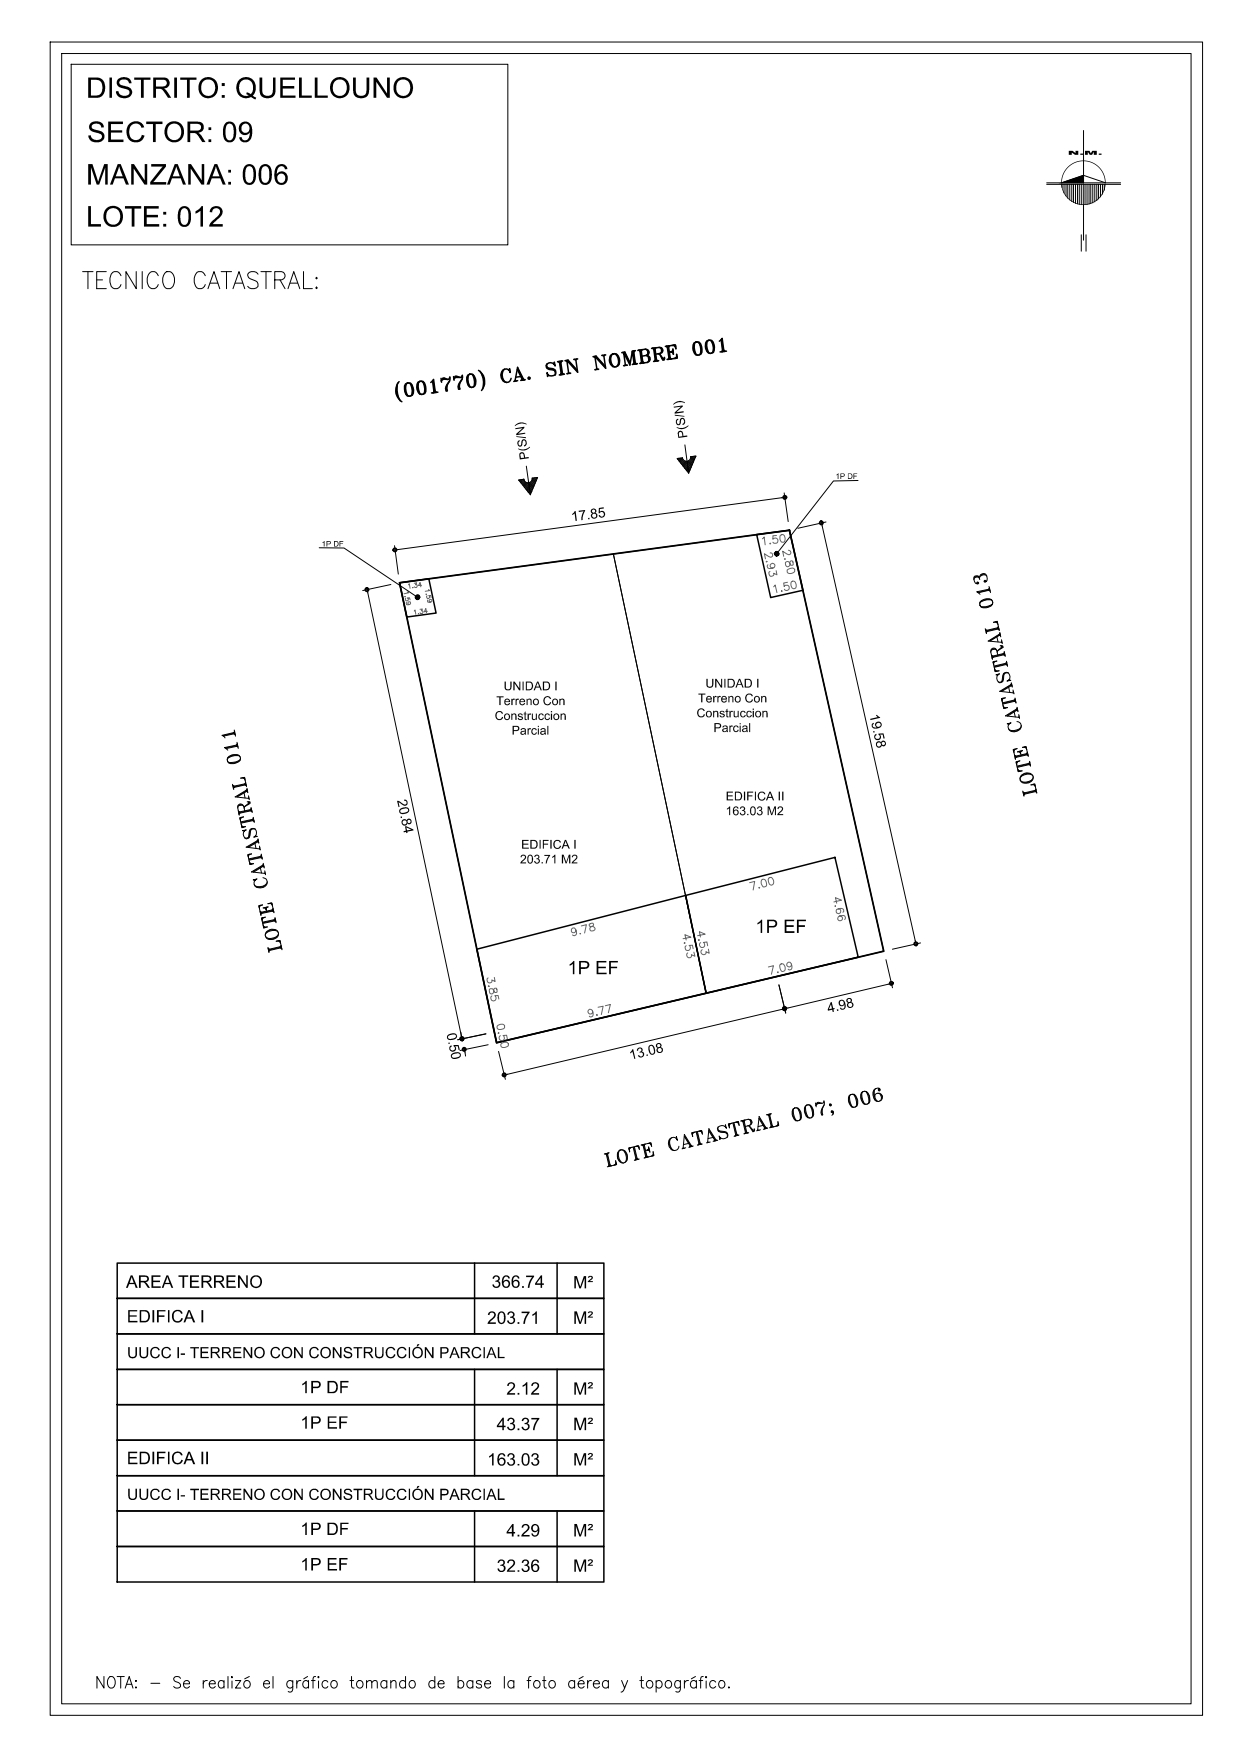 DISTRITO: QUELLOUNO
SECTOR: 09
MANZANA: 006
LOTE: 012
N.M.
TECNICO CATASTRAL:
(001770) CA. SIN NOMBRE 001
P(S/N)
P(S/N)
1P DF
17.85
1P DF
1.50
2.93
2.80
1.50
1.34
1.59
1.59
1.34
LOTE CATASTRAL 013
UNIDAD I
Terreno Con
Construccion
Parcial
UNIDAD I
Terreno Con
Construccion
Parcial
19.58
LOTE CATASTRAL 011
20.84
EDIFICA II
163.03 M2
EDIFICA I
203.71 M2
7.00
4.66
9.78
4.53
4.53
1P EF
1P EF
7.09
3.85
9.77
0.50
0.50
4.98
13.08
LOTE CATASTRAL 007; 006
AREA TERRENO 366.74 M²
EDIFICA I 203.71 M²
UUCC I- TERRENO CON CONSTRUCCIÓN PARCIAL
1P DF 2.12 M²
1P EF 43.37 M²
EDIFICA II 163.03 M²
UUCC I- TERRENO CON CONSTRUCCIÓN PARCIAL
1P DF 4.29 M²
1P EF 32.36 M²
NOTA: – Se realizó el gráfico tomando de base la foto aérea y topográfico.